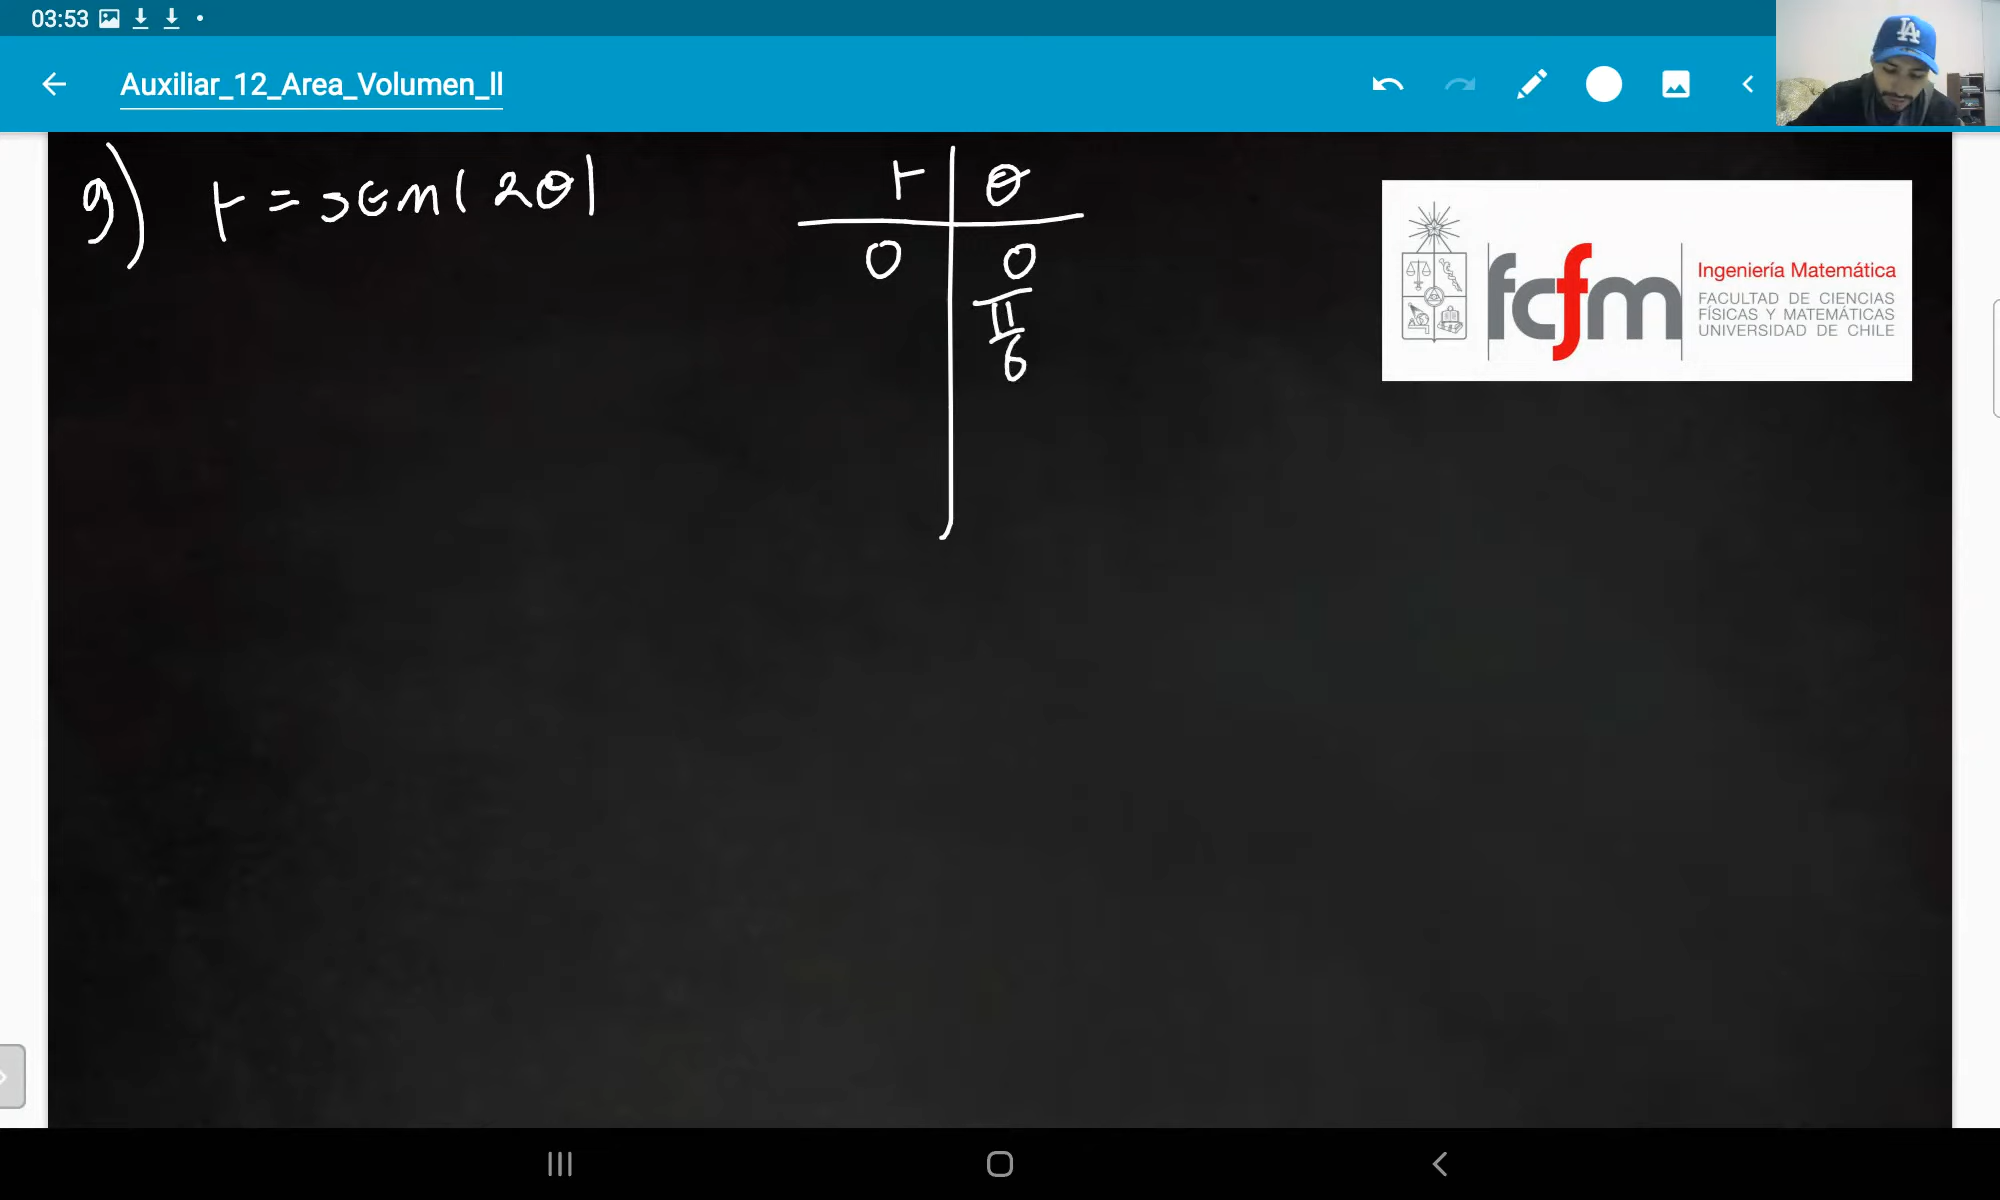 03:53
Auxiliar_12_Area_Volumen_II
LA
9) r = sen(2θ)
r | θ
0 | 0
π/6
fcfm
Ingeniería Matemática
FACULTAD DE CIENCIAS
FÍSICAS Y MATEMÁTICAS
UNIVERSIDAD DE CHILE